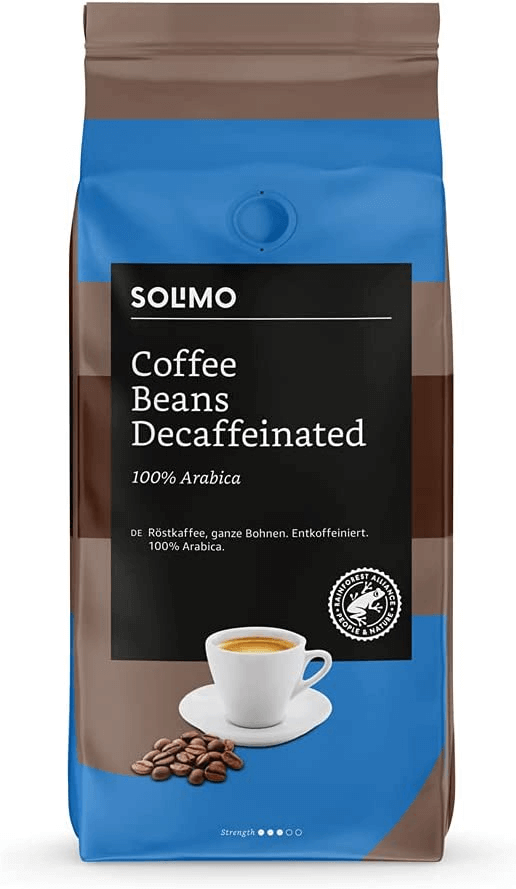 SOLIMO
Coffee
Beans
Decaffeinated
100% Arabica
DE Röstkaffee, ganze Bohnen. Entkoffeiniert.
100% Arabica.
RAINFOREST ALLIANCE
PEOPLE & NATURE
Strength